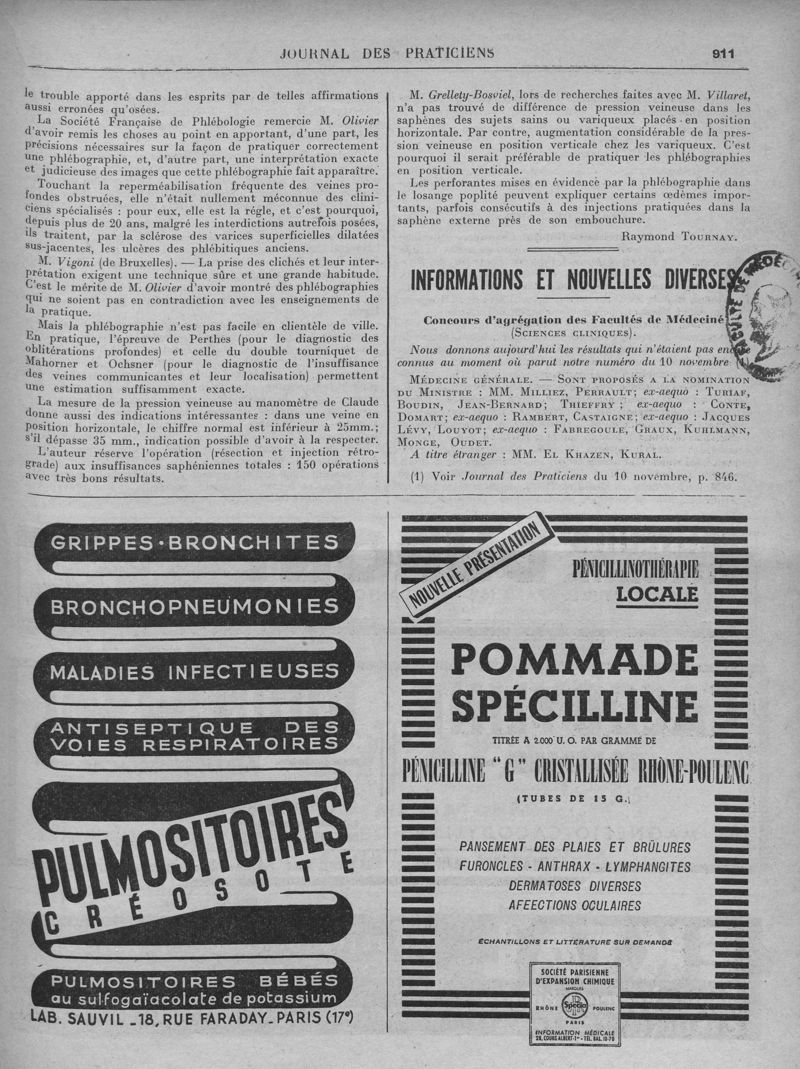 JOURNAL DES PRATICIENS 911
le trouble apporté dans les esprits par de telles affirmations
aussi erronées qu'osées.
La Société Française de Phlébologie remercie M. Olivier
d'avoir remis les choses au point en apportant, d'une part, les
précisions nécessaires sur la façon de pratiquer correctement
une phlébographie, et, d'autre part, une interprétation exacte
et judicieuse des images que cette phlébographie fait apparaître.
Touchant la reperméabilisation fréquente des veines pro-
fondes obstruées, elle n'était nullement méconnue des clini-
ciens spécialisés : pour eux, elle est la régle, et c'est pourquoi,
depuis plus de 20 ans, malgré les interdictions autrefois posées,
ils traitent, par la sclérose des varices superficielles dilatées
sus-jacentes, les ulcères des phlébitiques anciens.
M. Vigoni (de Bruxelles). — La prise des clichés et leur inter-
prétation exigent une technique sûre et une grande habitude.
C'est le mérite de M. Olivier d'avoir montré des phlébographies
qui ne soient pas en contradiction avec les enseignements de
la pratique.
Mais la phlébographie n'est pas facile en clientèle de ville.
En pratique, l'épreuve de Perthes (pour le diagnostic des
oblitérations profondes) et celle du double tourniquet de
Mahorner et Ochsner (pour le diagnostic de l'insuffisance
des veines communicantes et leur localisation) permettent
une estimation suffisamment exacte.
La mesure de la pression veineuse au manomètre de Claude
donne aussi des indications intéressantes : dans une veine en
position horizontale, le chiffre normal est inférieur à 25mm.;
s'il dépasse 35 mm., indication possible d'avoir à la respecter.
L'auteur réserve l'opération (résection et injection rétro-
grade) aux insuffisances saphéniennes totales : 150 opérations
avec très bons résultats.
M. Grellety-Bosviel, lors de recherches faites avec M. Villaret,
n'a pas trouvé de différence de pression veineuse dans les
saphènes des sujets sains ou variqueux placés en position
horizontale. Par contre, augmentation considérable de la pres-
sion veineuse en position verticale chez les variqueux. C'est
pourquoi il serait préférable de pratiquer les phlébographies
en position verticale.
Les perforantes mises en évidence par la phlébographie dans
le losange poplité peuvent expliquer certains œdèmes impor-
tants, parfois consécutifs à des injections pratiquées dans la
saphène externe près de son embouchure.
Raymond TOURNAY.
INFORMATIONS ET NOUVELLES DIVERSES
Concours d'agrégation des Facultés de Médecine
(SCIENCES CLINIQUES).
Nous donnons aujourd'hui les résultats qui n'étaient pas en
connus au moment où parut notre numéro du 10 novembre
MÉDECINE GÉNÉRALE. — SONT PROPOSÉS A LA NOMINATION
DU MINISTRE : MM. MILLIEZ, PERRAULT; ex-aequo : TURIAF,
BOUDIN, JEAN-BERNARD; THIEFFRY ; ex-aequo : CONTE,
DOMART; ex-aequo : RAMBERT, CASTAIGNE; ex-aequo : JACQUES
LÉVY, LOUYOT; ex-aequo : FABREGOULE, GRAUX, KUHLMANN,
MONGE, OUDET.
A titre étranger : MM. EL KHAZEN, KURAL.
(1) Voir Journal des Praticiens du 10 novembre, p. 846.
GRIPPES · BRONCHITES
BRONCHOPNEUMONIES
MALADIES INFECTIEUSES
ANTISEPTIQUE DES
VOIES RESPIRATOIRES
PULMOSITOIRES
CRÉOSOTE
PULMOSITOIRES BÉBÉS
au sulfogaïacolate de potassium
LAB. SAUVIL _ 18, RUE FARADAY _ PARIS (17e)
NOUVELLE PRÉSENTATION
PÉNICILLINOTHÉRAPIE
LOCALE
POMMADE
SPÉCILLINE
TITRÉE A 2.000 U. O. PAR GRAMME DE
PÉNICILLINE "G" CRISTALLISÉE RHÔNE-POULENC
(TUBES DE 15 G.)
PANSEMENT DES PLAIES ET BRÛLURES
FURONCLES - ANTHRAX - LYMPHANGITES
DERMATOSES DIVERSES
AFEECTIONS OCULAIRES
ÉCHANTILLONS ET LITTÉRATURE SUR DEMANDE
SOCIÉTÉ PARISIENNE
D'EXPANSION CHIMIQUE
MARQUES
RHÔNE Specia POULENC
PARIS
INFORMATION MÉDICALE
28, COURS ALBERT-1er - TÉL. BAL. 10-70